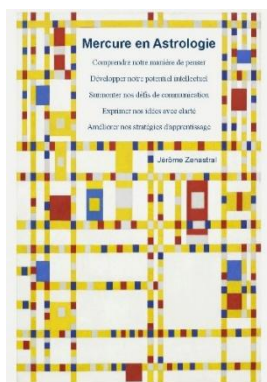 Mercure en Astrologie
Comprendre notre manière de penser
Développer notre potentiel intellectuel
Surmonter nos défis de communication
Exprimer nos idées avec clarté
Améliorer nos stratégies d'apprentissage
Jérôme Zenastral